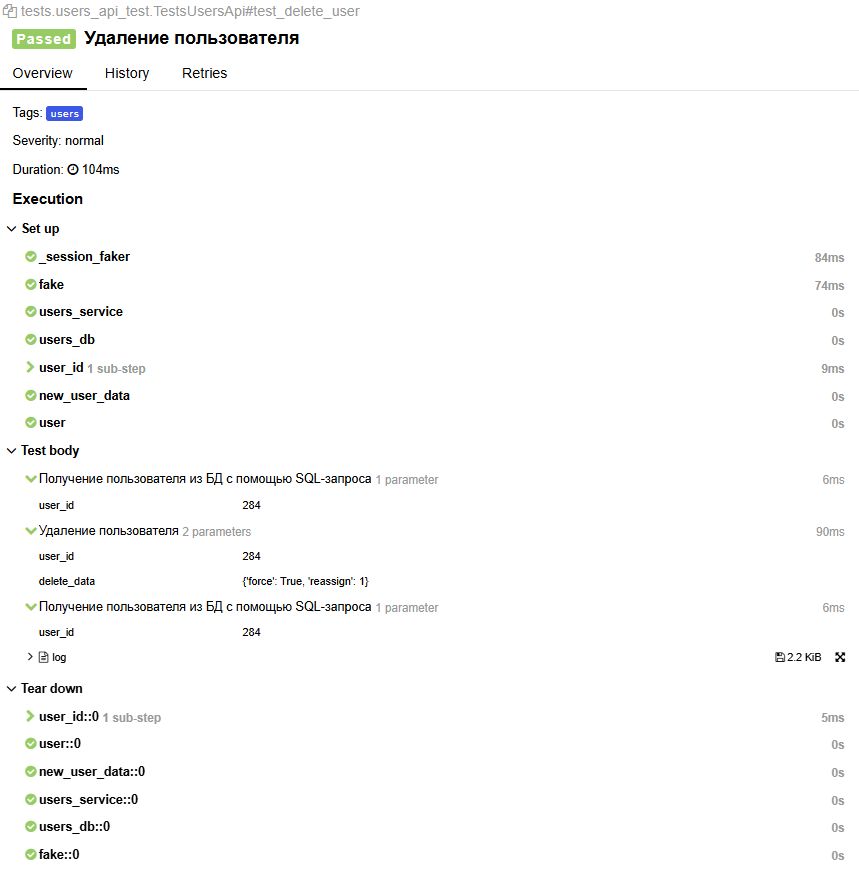 tests.users_api_test.TestsUsersApi#test_delete_user
Passed Удаление пользователя
Overview History Retries
Tags: users
Severity: normal
Duration: 104ms
Execution
Set up
_session_faker 84ms
fake 74ms
users_service 0s
users_db 0s
user_id 1 sub-step 9ms
new_user_data 0s
user 0s
Test body
Получение пользователя из БД с помощью SQL-запроса 1 parameter 6ms
user_id 284
Удаление пользователя 2 parameters 90ms
user_id 284
delete_data {'force': True, 'reassign': 1}
Получение пользователя из БД с помощью SQL-запроса 1 parameter 6ms
user_id 284
log 2.2 KiB
Tear down
user_id::0 1 sub-step 5ms
user::0 0s
new_user_data::0 0s
users_service::0 0s
users_db::0 0s
fake::0 0s